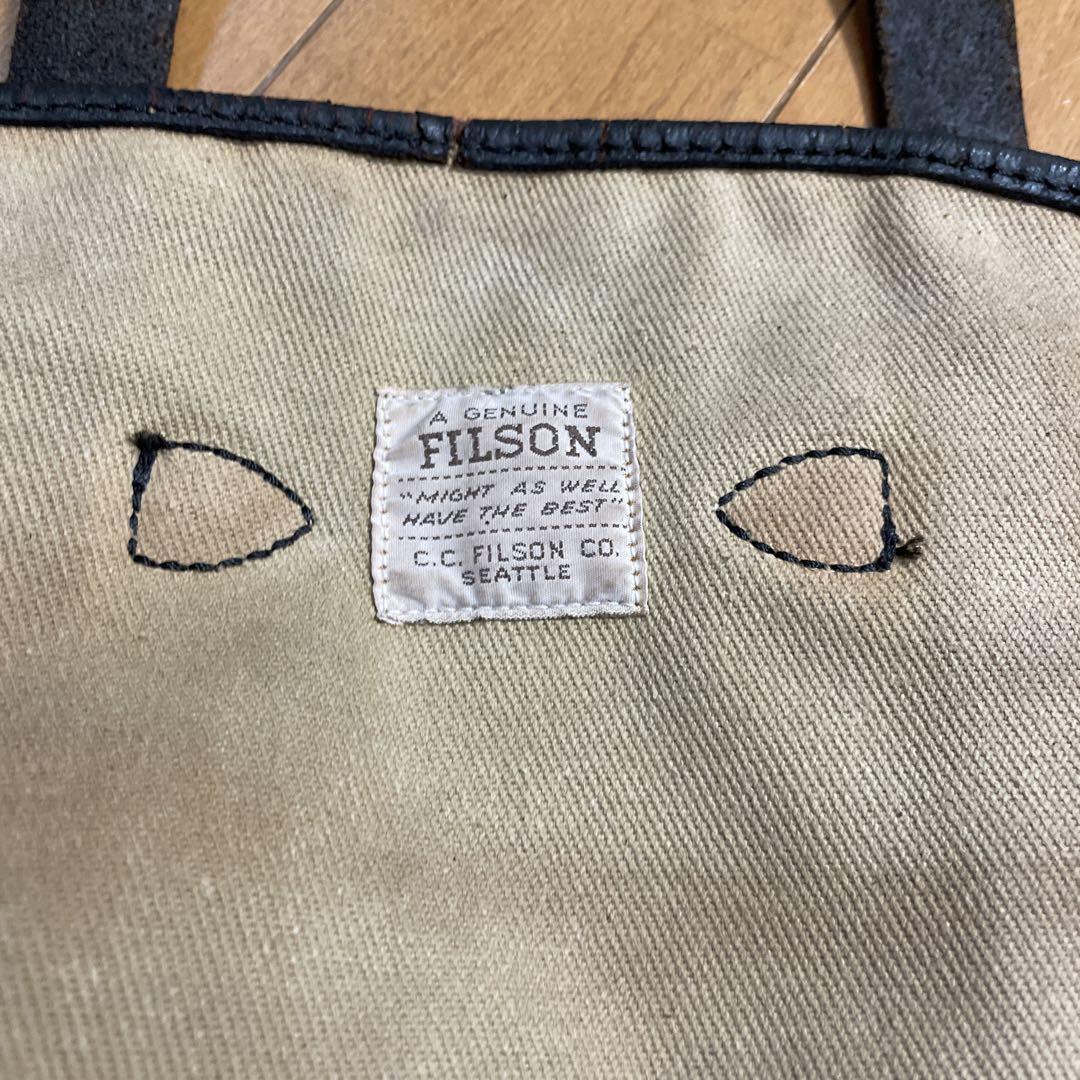 A GENUINE
FILSON
"MIGHT AS WELL
HAVE THE BEST"
C.C. FILSON CO.
SEATTLE